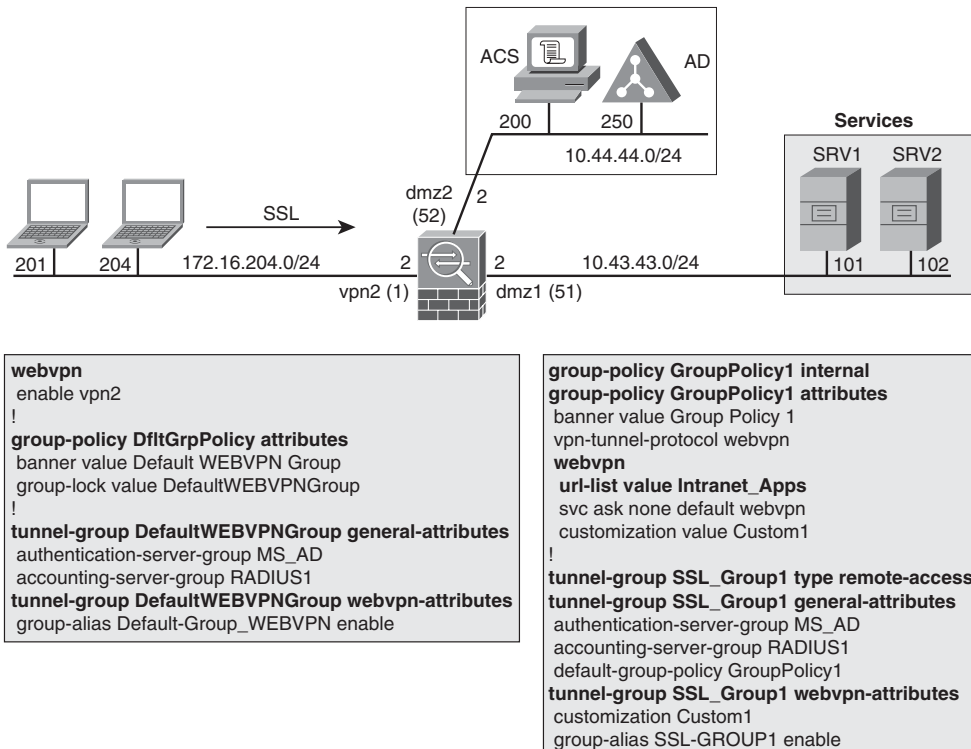 ACS
AD
200
250
10.44.44.0/24
Services
SRV1
SRV2
dmz2
(52)
2
SSL
201
204
172.16.204.0/24
2
2
10.43.43.0/24
101
102
vpn2 (1)
dmz1 (51)
webvpn
enable vpn2
!
group-policy DfltGrpPolicy attributes
banner value Default WEBVPN Group
group-lock value DefaultWEBVPNGroup
!
tunnel-group DefaultWEBVPNGroup general-attributes
authentication-server-group MS_AD
accounting-server-group RADIUS1
tunnel-group DefaultWEBVPNGroup webvpn-attributes
group-alias Default-Group_WEBVPN enable
group-policy GroupPolicy1 internal
group-policy GroupPolicy1 attributes
banner value Group Policy 1
vpn-tunnel-protocol webvpn
webvpn
url-list value Intranet_Apps
svc ask none default webvpn
customization value Custom1
!
tunnel-group SSL_Group1 type remote-access
tunnel-group SSL_Group1 general-attributes
authentication-server-group MS_AD
accounting-server-group RADIUS1
default-group-policy GroupPolicy1
tunnel-group SSL_Group1 webvpn-attributes
customization Custom1
group-alias SSL-GROUP1 enable